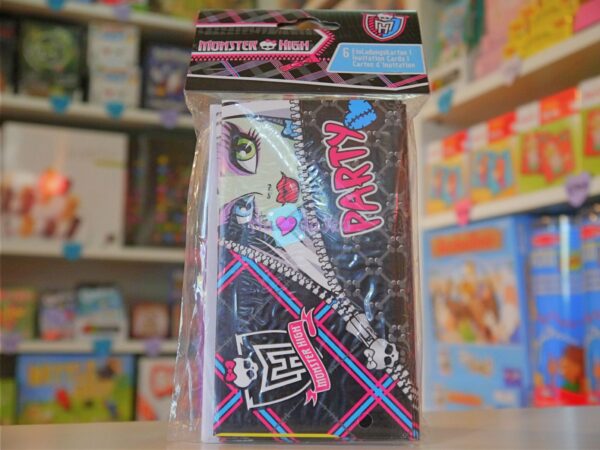 MONSTER HIGH
6 Einladungskarten |
Invitation Cards |
Cartes d'invitation
PARTY
MONSTER HIGH